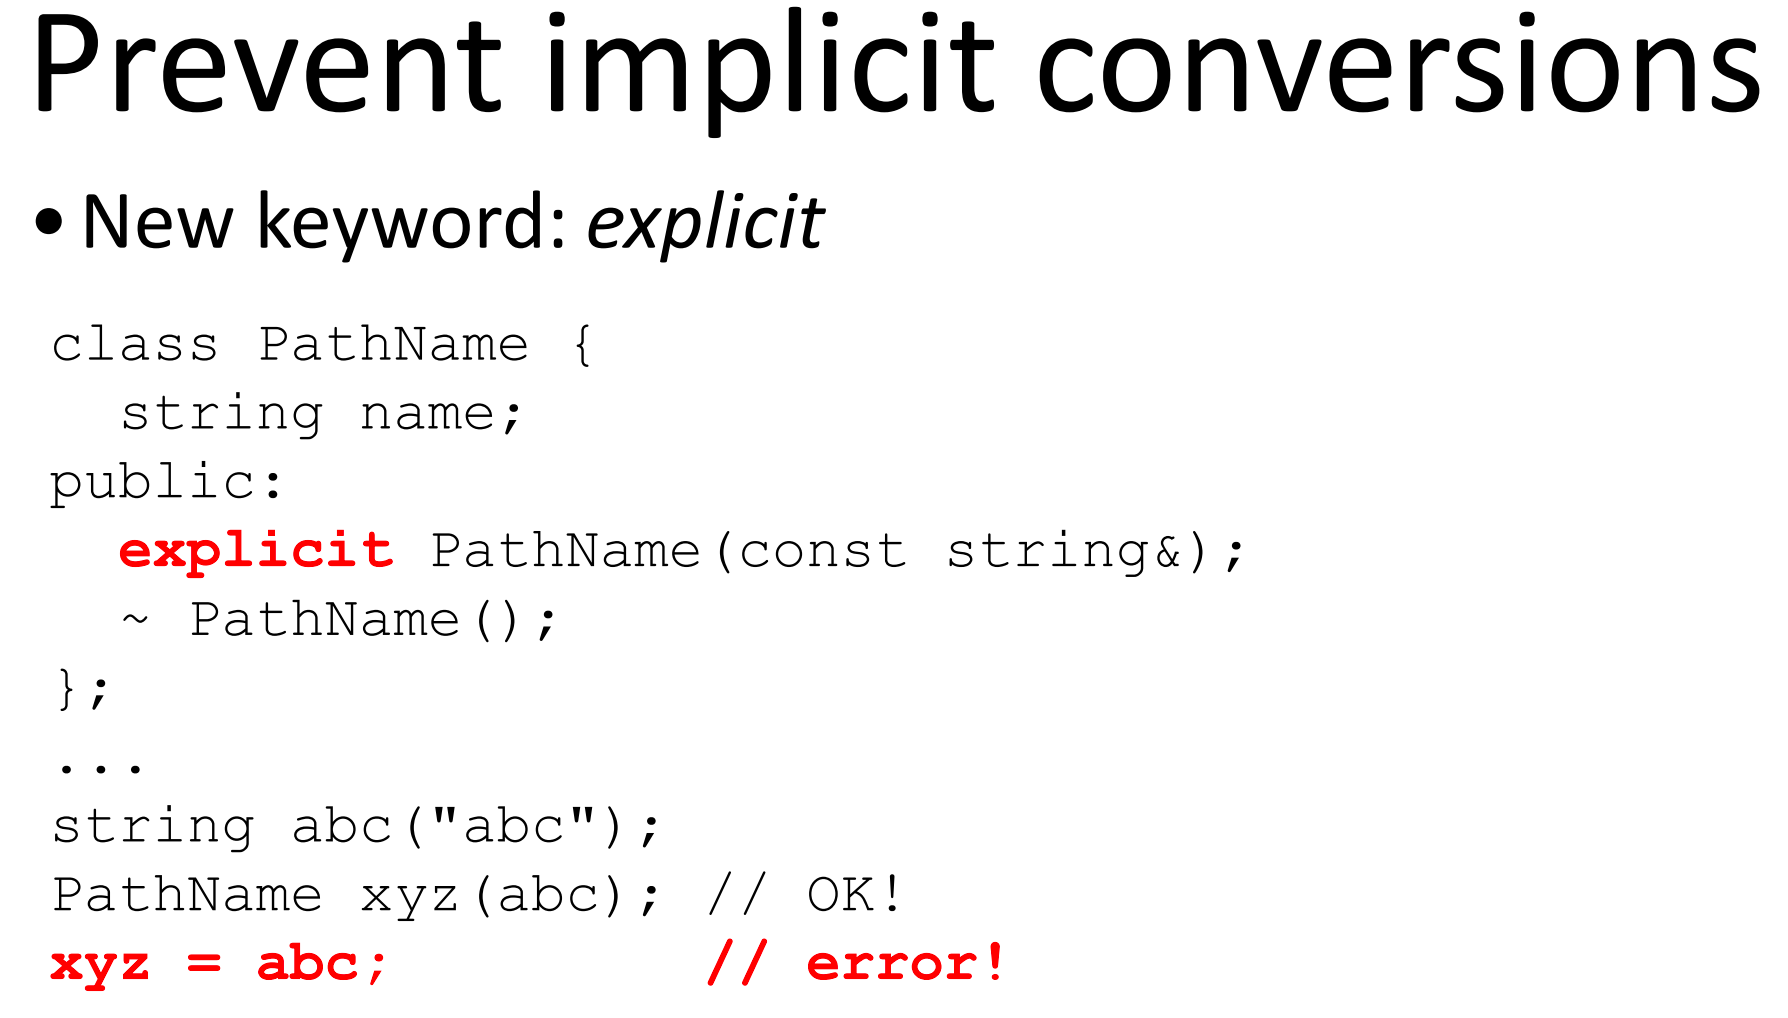 Prevent implicit conversions
• New keyword: explicit
class PathName {
  string name;
public:
  explicit PathName(const string&);
  ~ PathName();
};
...
string abc("abc");
PathName xyz(abc); // OK!
xyz = abc;         // error!